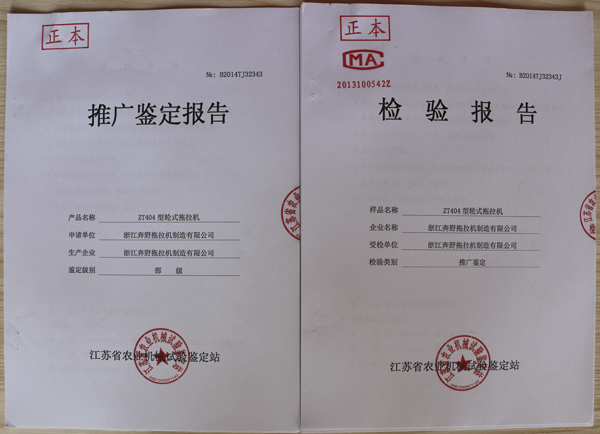 正本
№: B2014TJ32343
推广鉴定报告
产品名称 ZT404 型轮式拖拉机
申请单位 浙江奔野拖拉机制造有限公司
生产企业 浙江奔野拖拉机制造有限公司
鉴定级别 部 级
江苏省农业机械试验鉴定站
正本
MA
2013100542Z
№: B2014TJ32343J
检验报告
样品名称 ZT404 型轮式拖拉机
企业名称 浙江奔野拖拉机制造有限公司
受检单位 浙江奔野拖拉机制造有限公司
检验类别 推广鉴定
江苏省农业机械试验鉴定站